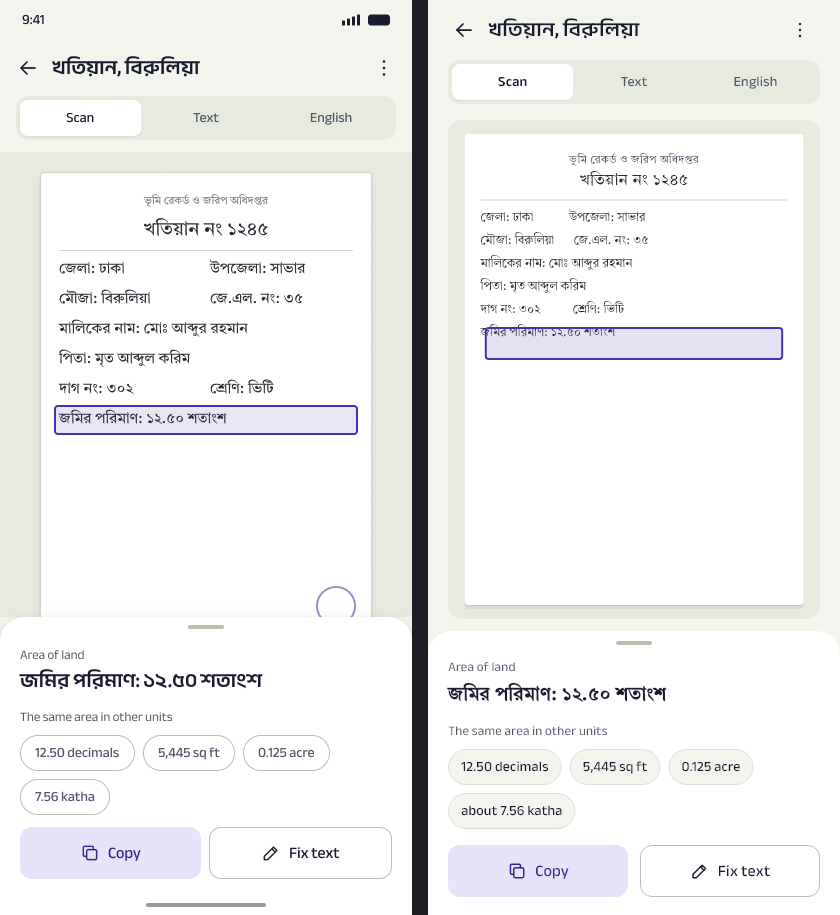 9:41
খতিয়ান, বিরুলিয়া
Scan Text English
ভূমি রেকর্ড ও জরিপ অধিদপ্তর
খতিয়ান নং ১২৪৫
জেলা: ঢাকা উপজেলা: সাভার
মৌজা: বিরুলিয়া জে.এল. নং: ৩৫
মালিকের নাম: মোঃ আব্দুর রহমান
পিতা: মৃত আব্দুল করিম
দাগ নং: ৩০২ শ্রেণি: ভিটি
জমির পরিমাণ: ১২.৫০ শতাংশ
Area of land
জমির পরিমাণ: ১২.৫০ শতাংশ
The same area in other units
12.50 decimals 5,445 sq ft 0.125 acre
7.56 katha
Copy Fix text
খতিয়ান, বিরুলিয়া
Scan Text English
ভূমি রেকর্ড ও জরিপ অধিদপ্তর
খতিয়ান নং ১২৪৫
জেলা: ঢাকা উপজেলা: সাভার
মৌজা: বিরুলিয়া জে.এল. নং: ৩৫
মালিকের নাম: মোঃ আব্দুর রহমান
পিতা: মৃত আব্দুল করিম
দাগ নং: ৩০২ শ্রেণি: ভিটি
জমির পরিমাণ: ১২.৫০ শতাংশ
Area of land
জমির পরিমাণ: ১২.৫০ শতাংশ
The same area in other units
12.50 decimals 5,445 sq ft 0.125 acre
about 7.56 katha
Copy Fix text